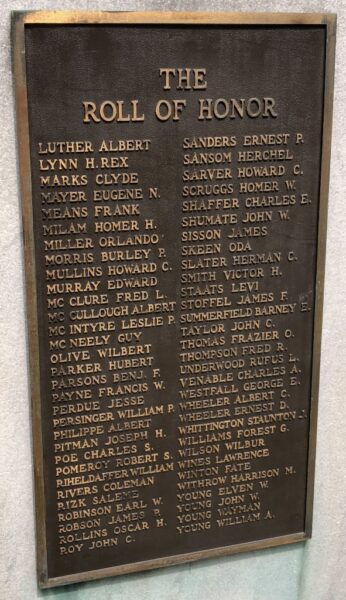 THE
ROLL OF HONOR
LUTHER ALBERT
LYNN H. REX
MARKS CLYDE
MAYER EUGENE N.
MEANS FRANK
MILAM HOMER H.
MILLER ORLANDO
MORRIS BURLEY P.
MULLINS HOWARD C.
MURRAY EDWARD
MC CLURE FRED L.
MC CULLOUGH ALBERT
MC INTYRE LESLIE P.
MC NEELY GUY
OLIVE WILBERT
PARKER HUBERT
PARSONS BENJ. F.
PAYNE FRANCIS W.
PERDUE JESSE
PERSINGER WILLIAM P.
PHILIPPE ALBERT
PITMAN JOSEPH H.
POE CHARLES S.
POMEROY ROBERT S.
RIHELDAFFER WILLIAM
RIVERS COLEMAN
RIZK SALEME
ROBINSON EARL W.
ROBSON JAMES P.
ROLLINS OSCAR H.
ROY JOHN C.
SANDERS ERNEST P.
SANSOM HERCHEL
SARVER HOWARD C.
SCRUGGS HOMER W.
SHAFFER CHARLES E.
SHUMATE JOHN W.
SISSON JAMES
SKEEN ODA
SLATER HERMAN C.
SMITH VICTOR H.
STAATS LEVI
STOFFEL JAMES F.
SUMMERFIELD BARNEY E.
TAYLOR JOHN C.
THOMAS FRAZIER O.
THOMPSON FRED R.
UNDERWOOD RUFUS L.
VENABLE CHARLES A.
WESTFALL GEORGE E.
WHEELER ALBERT C.
WHEELER ERNEST D.
WHITTINGTON STAUNTON J.
WILLIAMS FOREST G.
WILSON WILBUR
WINES LAWRENCE
WINTON FATE
WITHROW HARRISON M.
YOUNG ELVEN W.
YOUNG JOHN W.
YOUNG WAYMAN
YOUNG WILLIAM A.